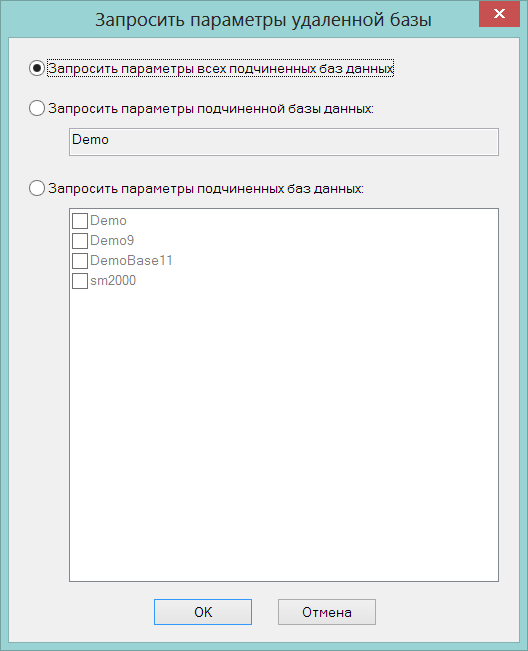 Запросить параметры удаленной базы
Запросить параметры всех подчиненных баз данных
Запросить параметры подчиненной базы данных:
Demo
Запросить параметры подчиненных баз данных:
Demo
Demo9
DemoBase11
sm2000
OK
Отмена